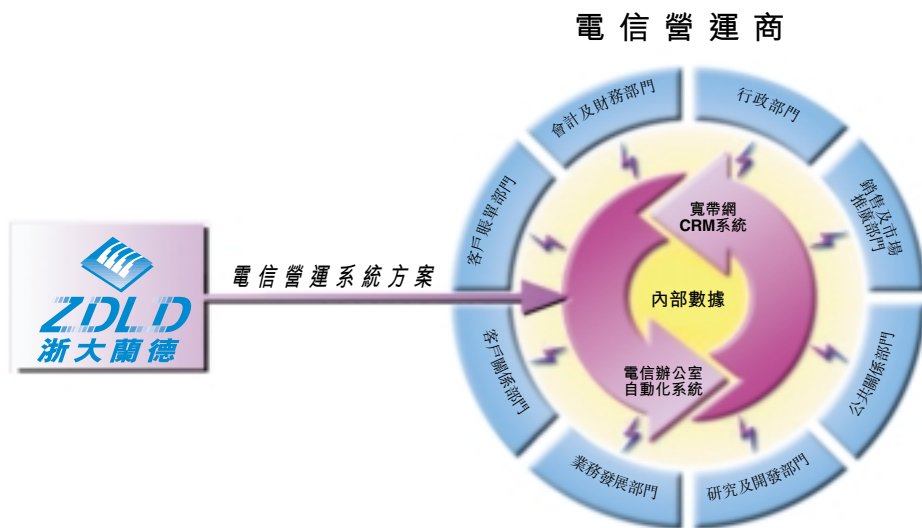 電信營運商
會計及財務部門
行政部門
銷售及市場
推廣部門
公共關係部門
研究及開發部門
業務發展部門
客戶關係部門
客戶賬單部門
寬帶網
CRM系統
內部數據
電信辦公室
自動化系統
電信營運系統方案
ZDLD
浙大蘭德